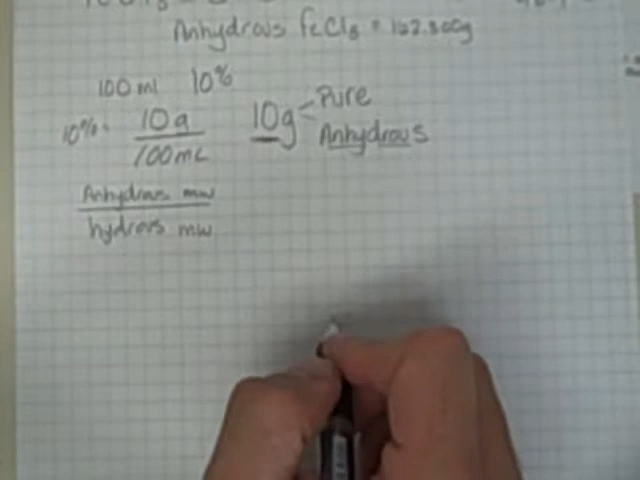 Anhydrous FeCl3 = 162.300g
100 ml 10%
10% = 10g / 100mL
10g Pure
Anhydrous
Anhydrous mw
hydrous mw